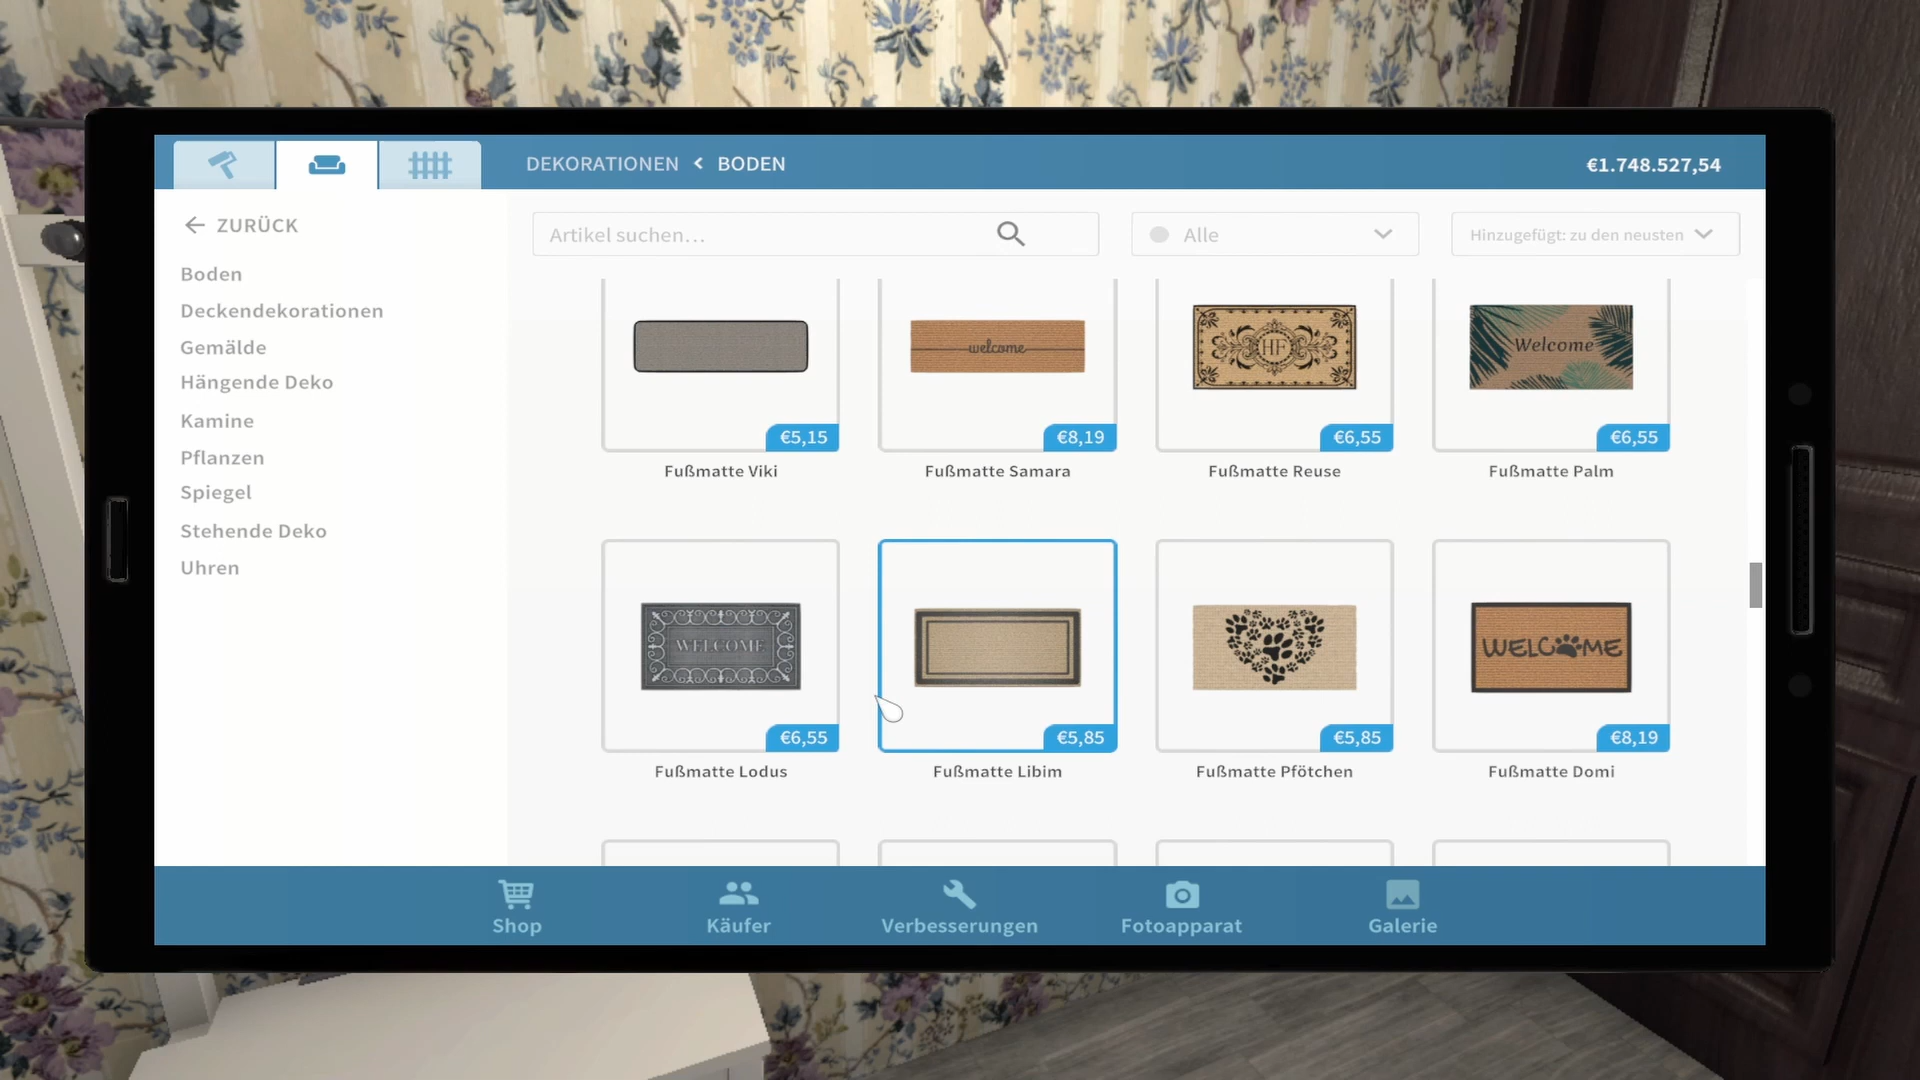 DEKORATIONEN < BODEN
€1.748.527,54
ZURÜCK
Artikel suchen...
Alle
Hinzugefügt: zu den neusten
Boden
Deckendekorationen
Gemälde
Hängende Deko
Kamine
Pflanzen
Spiegel
Stehende Deko
Uhren
welcome
HF
Welcome
€5,15
€8,19
€6,55
€6,55
Fußmatte Viki
Fußmatte Samara
Fußmatte Reuse
Fußmatte Palm
WELCOME
WELCOME
€6,55
€5,85
€5,85
€8,19
Fußmatte Lodus
Fußmatte Libim
Fußmatte Pfötchen
Fußmatte Domi
Shop
Käufer
Verbesserungen
Fotoapparat
Galerie